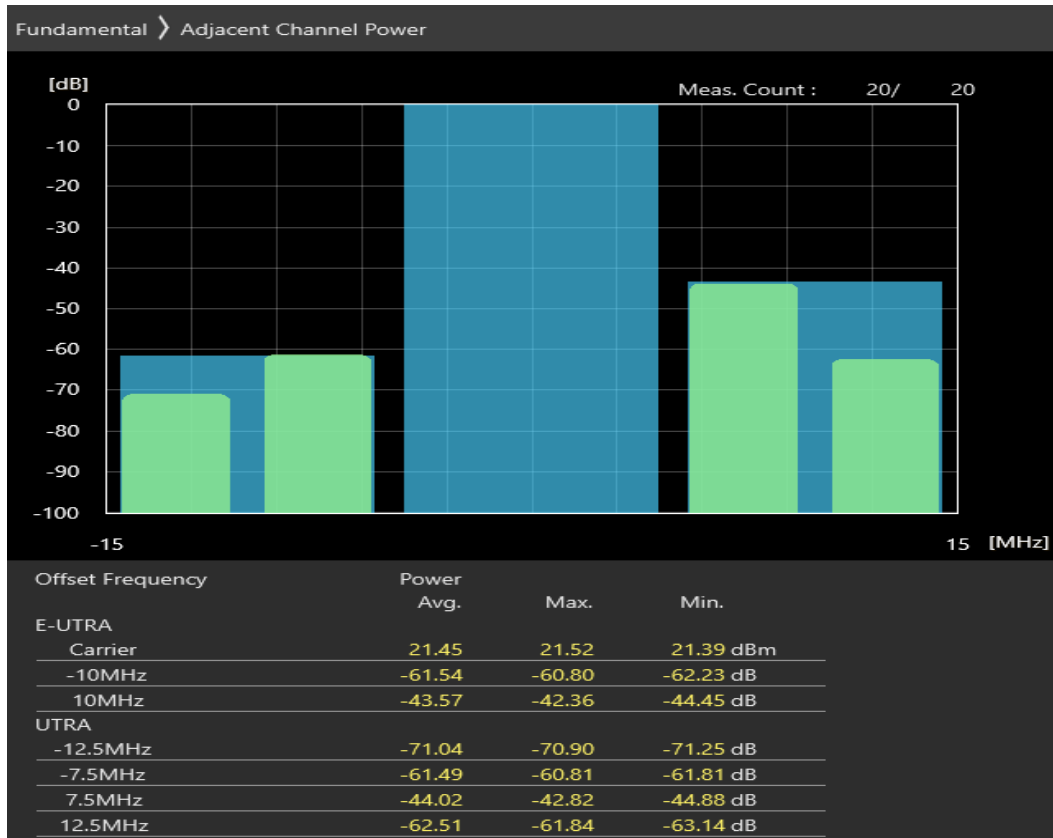 Fundamental ❭ Adjacent Channel Power
[dB]
Meas. Count : 20/ 20
0
-10
-20
-30
-40
-50
-60
-70
-80
-90
-100
-15 15 [MHz]
Offset Frequency Power
Avg. Max. Min.
E-UTRA
Carrier 21.45 21.52 21.39 dBm
-10MHz -61.54 -60.80 -62.23 dB
10MHz -43.57 -42.36 -44.45 dB
UTRA
-12.5MHz -71.04 -70.90 -71.25 dB
-7.5MHz -61.49 -60.81 -61.81 dB
7.5MHz -44.02 -42.82 -44.88 dB
12.5MHz -62.51 -61.84 -63.14 dB